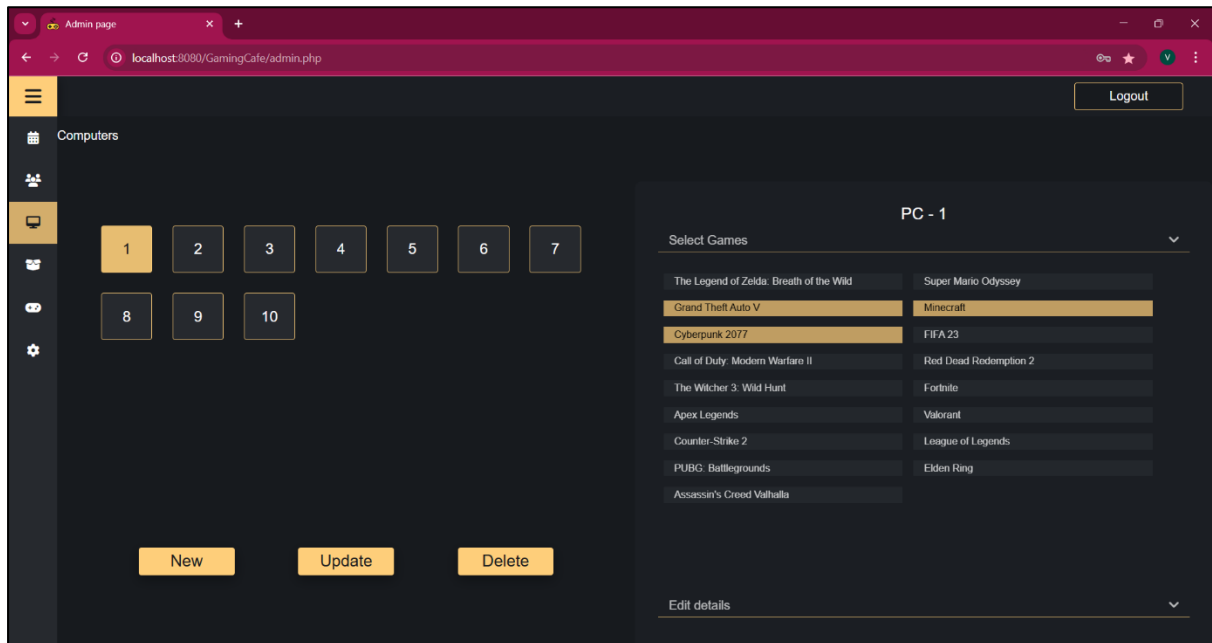 Admin page
localhost:8080/GamingCafe/admin.php
V
Logout
Computers
1 2 3 4 5 6 7
8 9 10
New Update Delete
PC - 1
Select Games
The Legend of Zelda: Breath of the Wild Super Mario Odyssey
Grand Theft Auto V Minecraft
Cyberpunk 2077 FIFA 23
Call of Duty: Modern Warfare II Red Dead Redemption 2
The Witcher 3: Wild Hunt Fortnite
Apex Legends Valorant
Counter-Strike 2 League of Legends
PUBG: Battlegrounds Elden Ring
Assassin's Creed Valhalla
Edit details